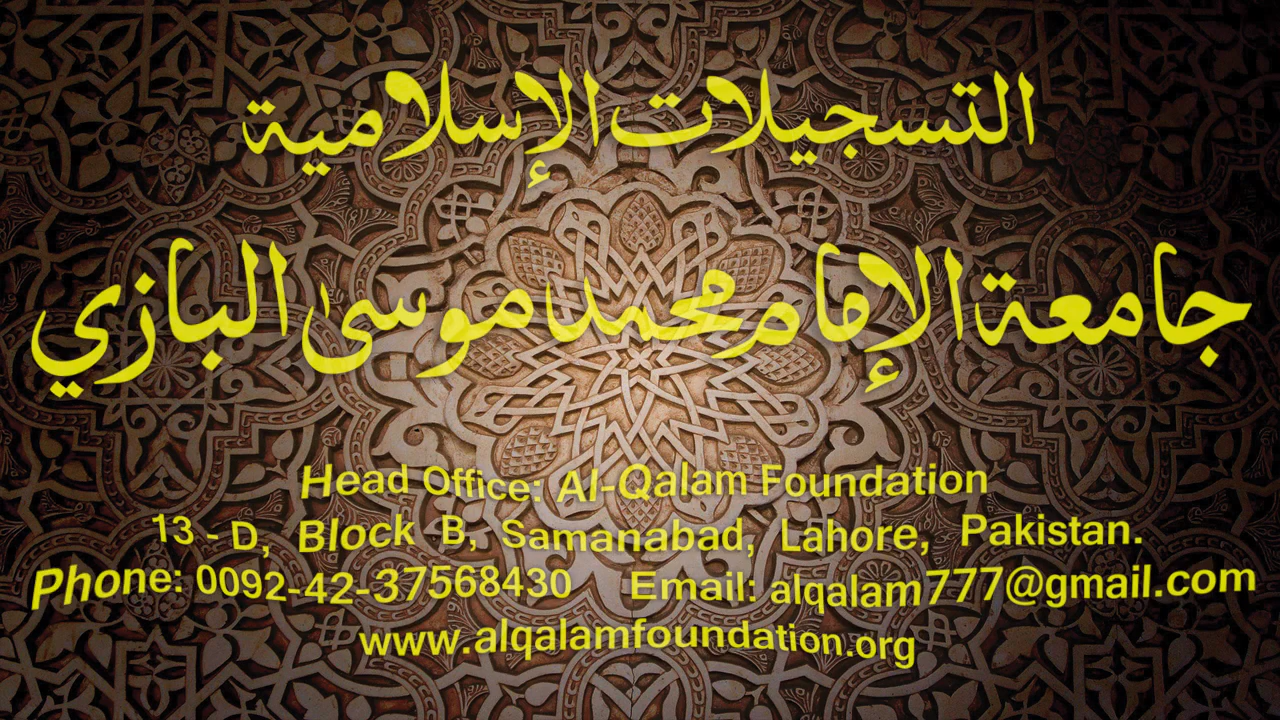 التسجيلات الإسلامية
جامعة الإمام محمد موسى البازي
Head Office: Al-Qalam Foundation
13 - D, Block B, Samanabad, Lahore, Pakistan.
Phone: 0092-42-37568430 Email: alqalam777@gmail.com
www.alqalamfoundation.org